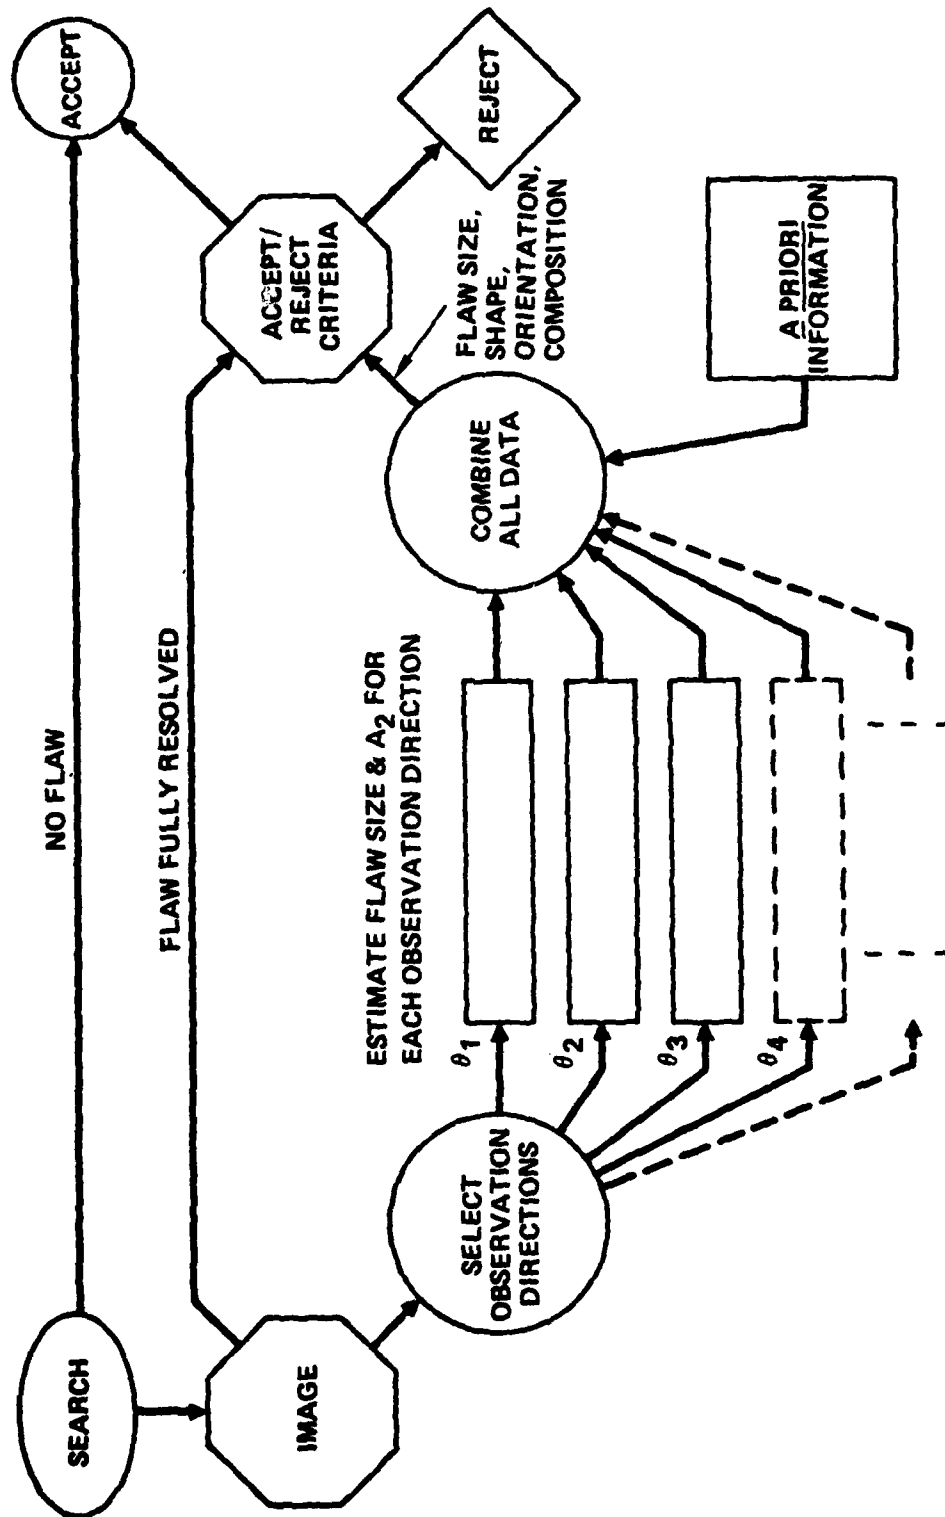 SEARCH
NO FLAW
ACCEPT
IMAGE
FLAW FULLY RESOLVED
ACCEPT/
REJECT
CRITERIA
REJECT
FLAW SIZE,
SHAPE,
ORIENTATION,
COMPOSITION
ESTIMATE FLAW SIZE & A₂ FOR
EACH OBSERVATION DIRECTION
SELECT
OBSERVATION
DIRECTIONS
θ₁
θ₂
θ₃
θ₄
COMBINE
ALL DATA
A PRIORI
INFORMATION